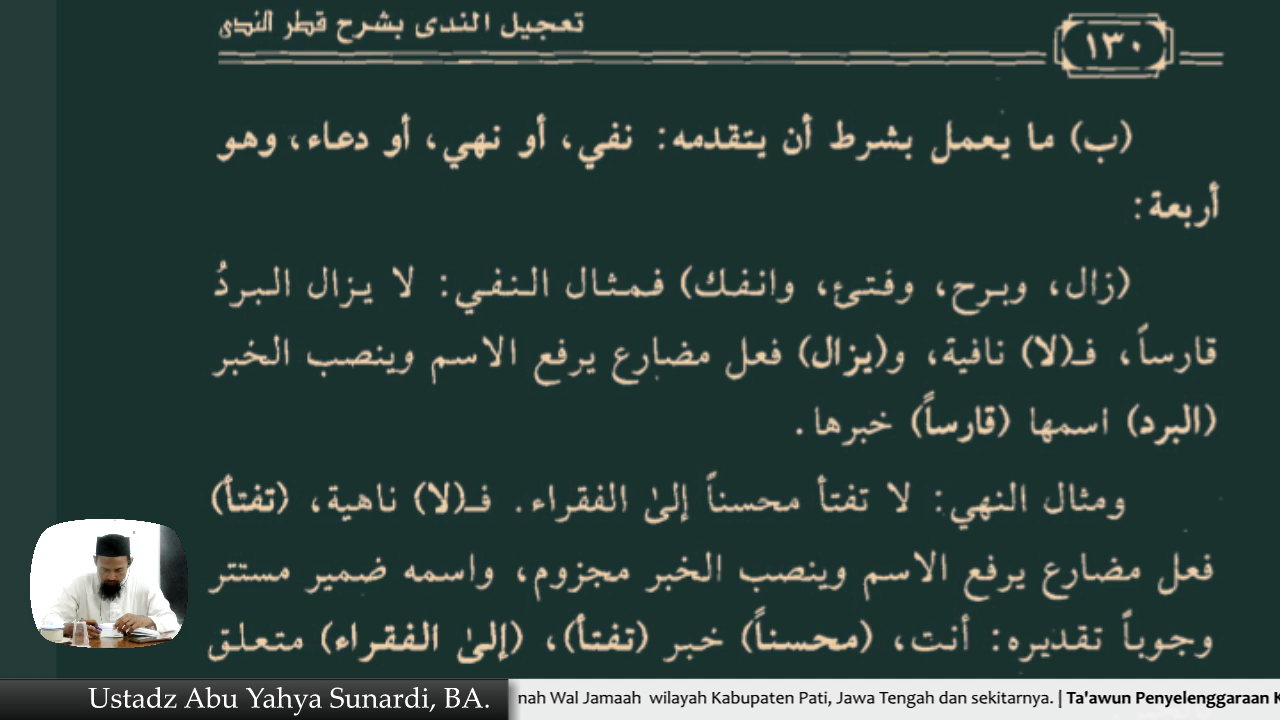 تعجيل الندى بشرح قطر الندى
١٣٠
(ب) ما يعمل بشرط أن يتقدمه: نفي، أو نهي، أو دعاء، وهو
أربعة:
(زال، وبرح، وفتئ، وانفك) فمثال النفي: لا يزال البردُ
قارساً، فـ(لا) نافية، و(يزال) فعل مضارع يرفع الاسم وينصب الخبر
(البرد) اسمها (قارساً) خبرها.
ومثال النهي: لا تفتأ محسناً إلىٰ الفقراء. فـ(لا) ناهية، (تفتأ)
فعل مضارع يرفع الاسم وينصب الخبر مجزوم، واسمه ضمير مستتر
وجوباً تقديره: أنت، (محسناً) خبر (تفتأ)، (إلىٰ الفقراء) متعلق
Ustadz Abu Yahya Sunardi, BA.
nah Wal Jamaah wilayah Kabupaten Pati, Jawa Tengah dan sekitarnya. | Ta'awun Penyelenggaraan K